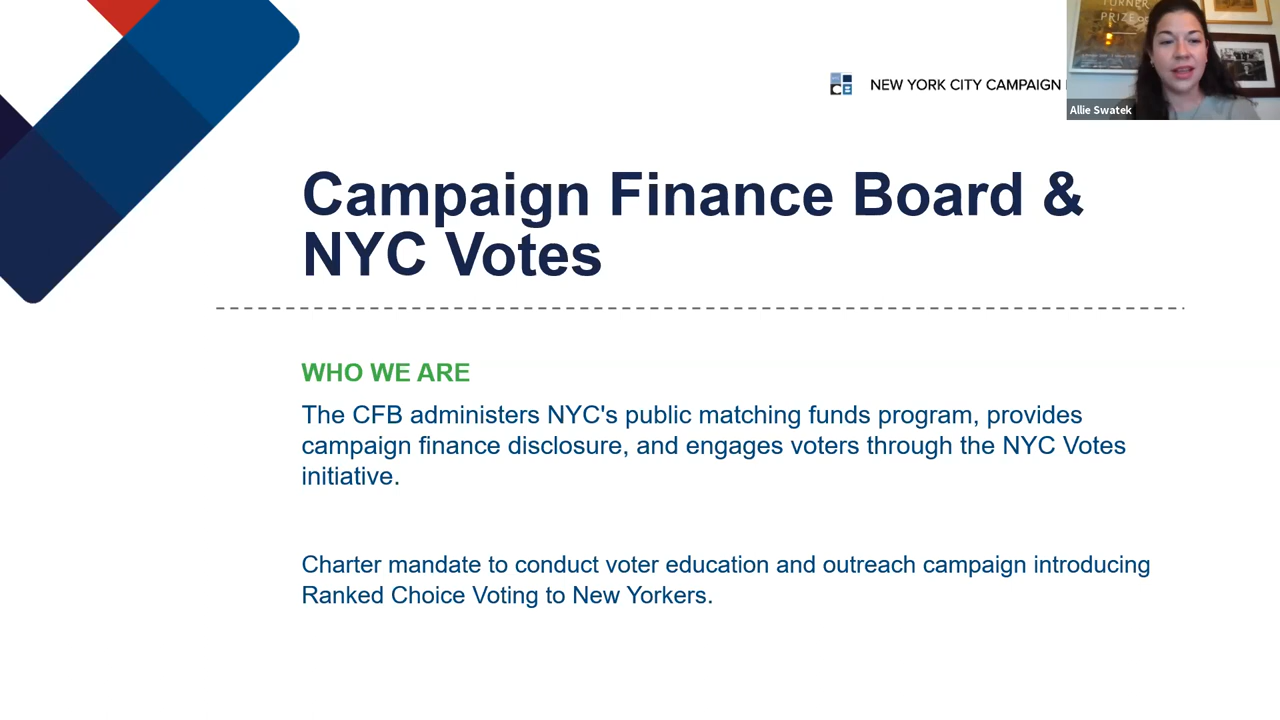 TURNER
PRIZE
NEW YORK CITY CAMPAIGN
Allie Swatek
Campaign Finance Board &
NYC Votes
WHO WE ARE
The CFB administers NYC's public matching funds program, provides
campaign finance disclosure, and engages voters through the NYC Votes
initiative.
Charter mandate to conduct voter education and outreach campaign introducing
Ranked Choice Voting to New Yorkers.